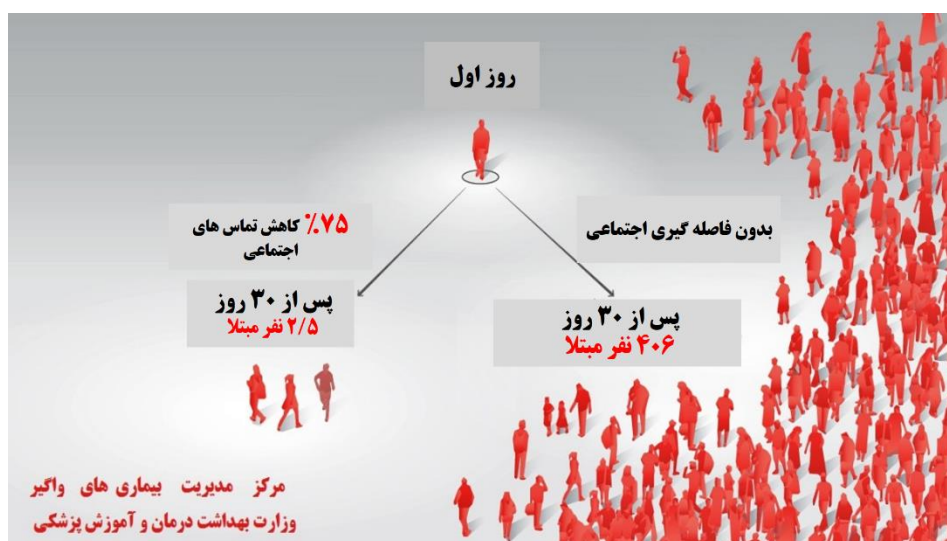 روز اول
بدون فاصله گیری اجتماعی
پس از ۳۰ روز
۴۰۶ نفر مبتلا
۷۵٪ کاهش تماس های
اجتماعی
پس از ۳۰ روز
۲/۵ نفر مبتلا
مرکز مدیریت بیماری های واگیر
وزارت بهداشت درمان و آموزش پزشکی